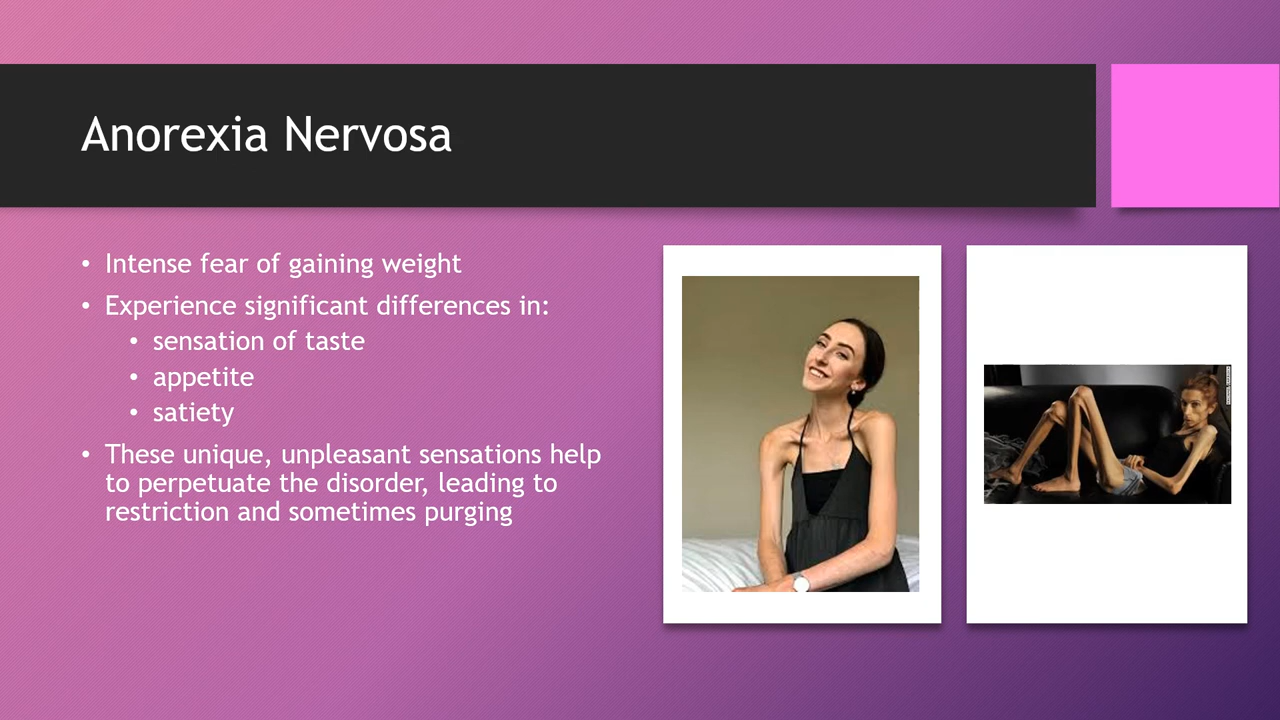 Anorexia Nervosa
• Intense fear of gaining weight
• Experience significant differences in:
• sensation of taste
• appetite
• satiety
• These unique, unpleasant sensations help
to perpetuate the disorder, leading to
restriction and sometimes purging